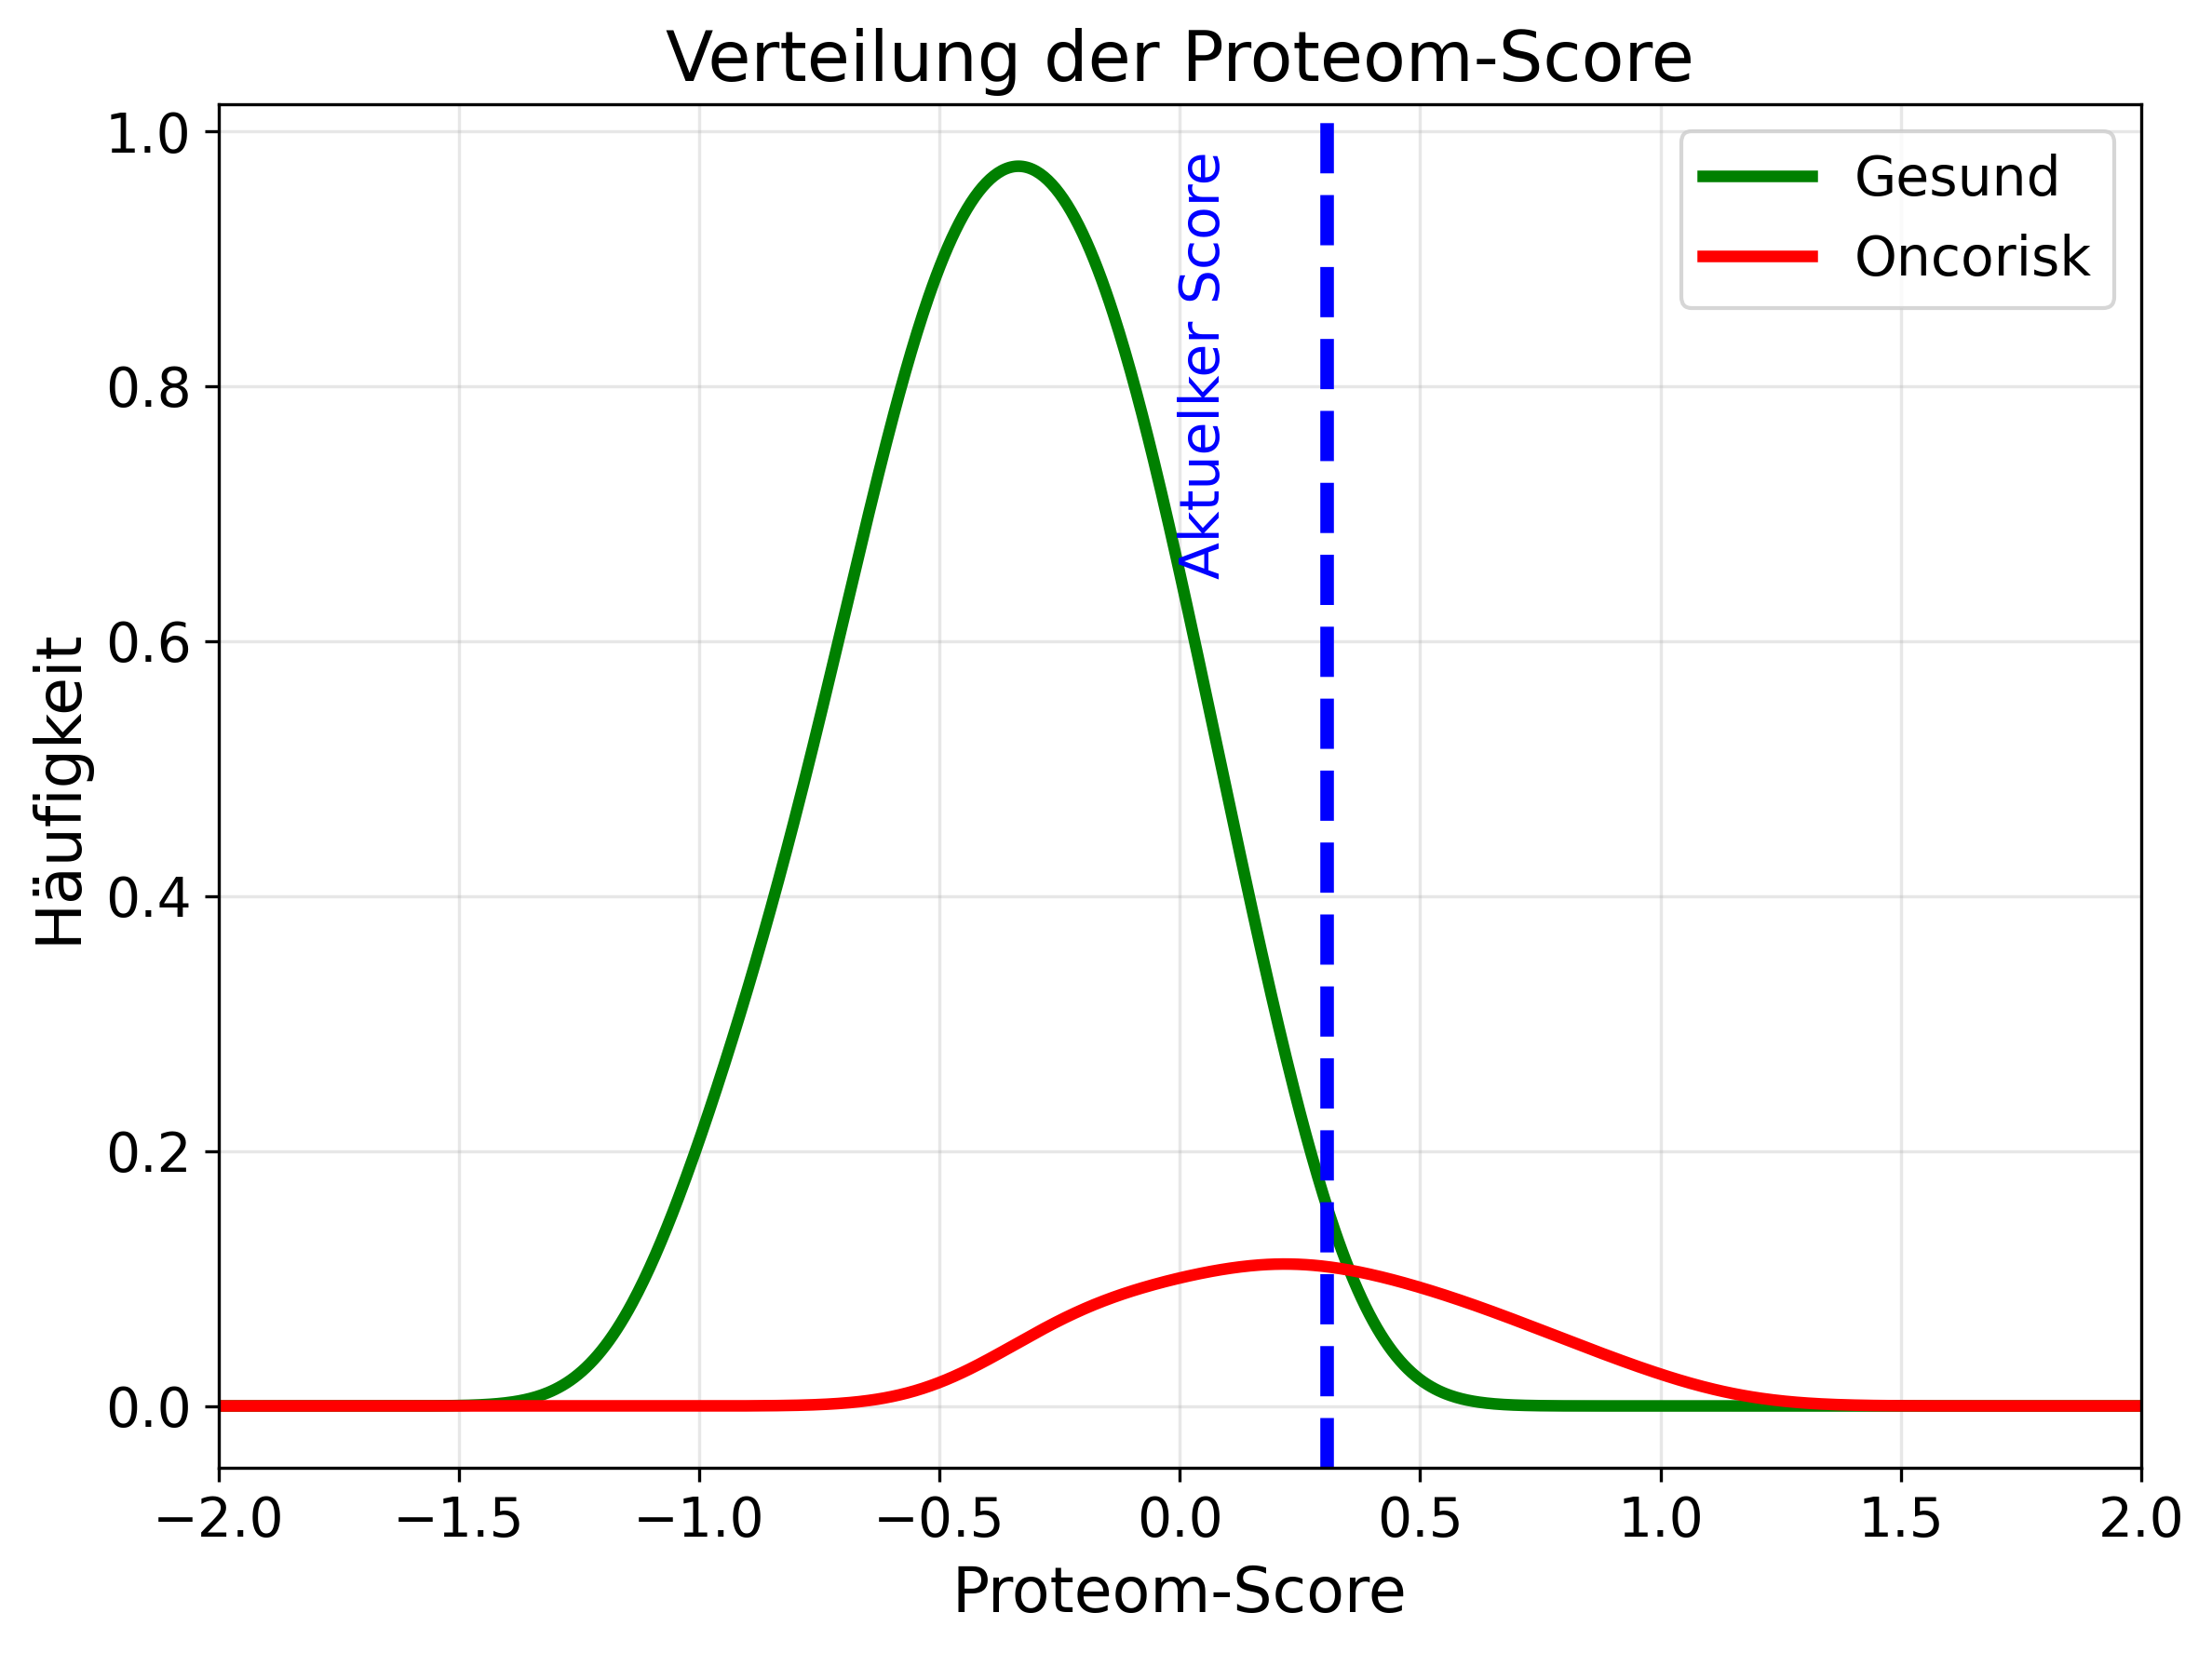 Verteilung der Proteom-Score
Gesund
Oncorisk
Aktuelker Score
Häufigkeit
1.0
0.8
0.6
0.4
0.2
0.0
−2.0 −1.5 −1.0 −0.5 0.0 0.5 1.0 1.5 2.0
Proteom-Score